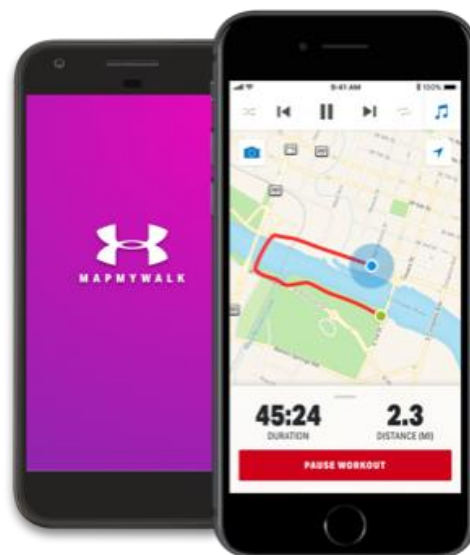 MAPMYWALK
9:41 AM 100%
45:24 2.3
DURATION DISTANCE (MI)
PAUSE WORKOUT